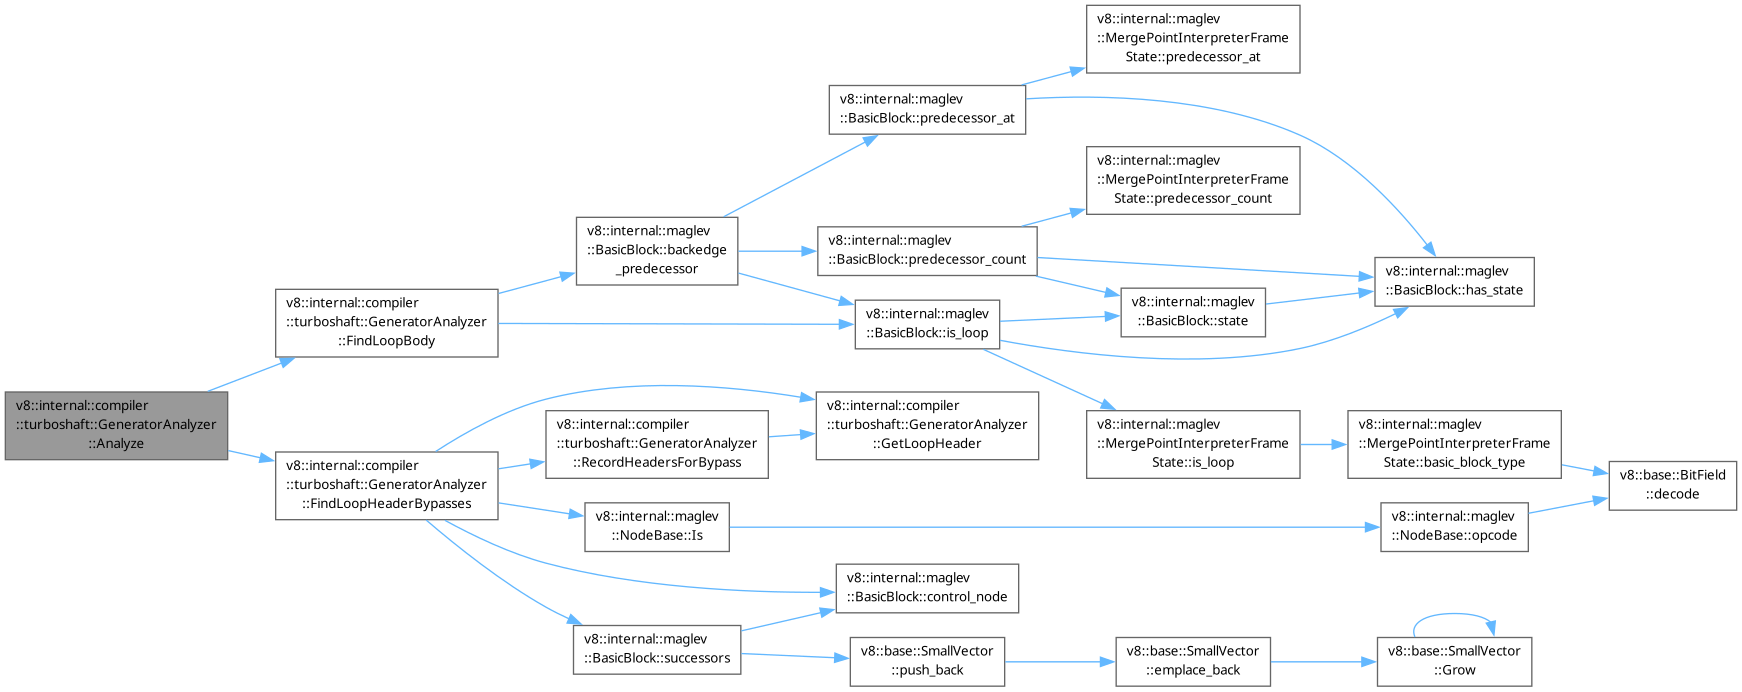 v8::internal::maglev
::MergePointInterpreterFrame
State::predecessor_at
v8::internal::maglev
::BasicBlock::predecessor_at
v8::internal::maglev
::MergePointInterpreterFrame
State::predecessor_count
v8::internal::maglev
::BasicBlock::backedge
_predecessor
v8::internal::maglev
::BasicBlock::predecessor_count
v8::internal::maglev
::BasicBlock::has_state
v8::internal::compiler
::turboshaft::GeneratorAnalyzer
::FindLoopBody
v8::internal::maglev
::BasicBlock::is_loop
v8::internal::maglev
::BasicBlock::state
v8::internal::compiler
::turboshaft::GeneratorAnalyzer
::Analyze
v8::internal::compiler
::turboshaft::GeneratorAnalyzer
::GetLoopHeader
v8::internal::compiler
::turboshaft::GeneratorAnalyzer
::RecordHeadersForBypass
v8::internal::maglev
::MergePointInterpreterFrame
State::is_loop
v8::internal::maglev
::MergePointInterpreterFrame
State::basic_block_type
v8::internal::compiler
::turboshaft::GeneratorAnalyzer
::FindLoopHeaderBypasses
v8::base::BitField
::decode
v8::internal::maglev
::NodeBase::Is
v8::internal::maglev
::NodeBase::opcode
v8::internal::maglev
::BasicBlock::control_node
v8::internal::maglev
::BasicBlock::successors
v8::base::SmallVector
::push_back
v8::base::SmallVector
::emplace_back
v8::base::SmallVector
::Grow